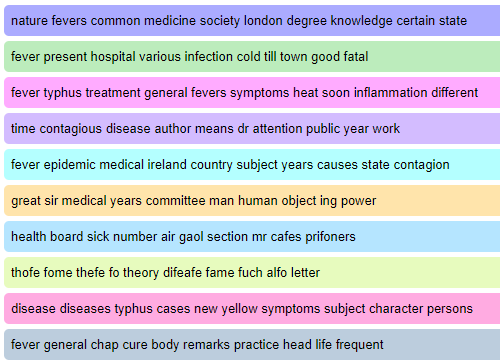 nature fevers common medicine society london degree knowledge certain state
fever present hospital various infection cold till town good fatal
fever typhus treatment general fevers symptoms heat soon inflammation different
time contagious disease author means dr attention public year work
fever epidemic medical ireland country subject years causes state contagion
great sir medical years committee man human object ing power
health board sick number air gaol section mr cafes prifoners
thofe fome thefe fo theory difeafe fame fuch alfo letter
disease diseases typhus cases new yellow symptoms subject character persons
fever general chap cure body remarks practice head life frequent